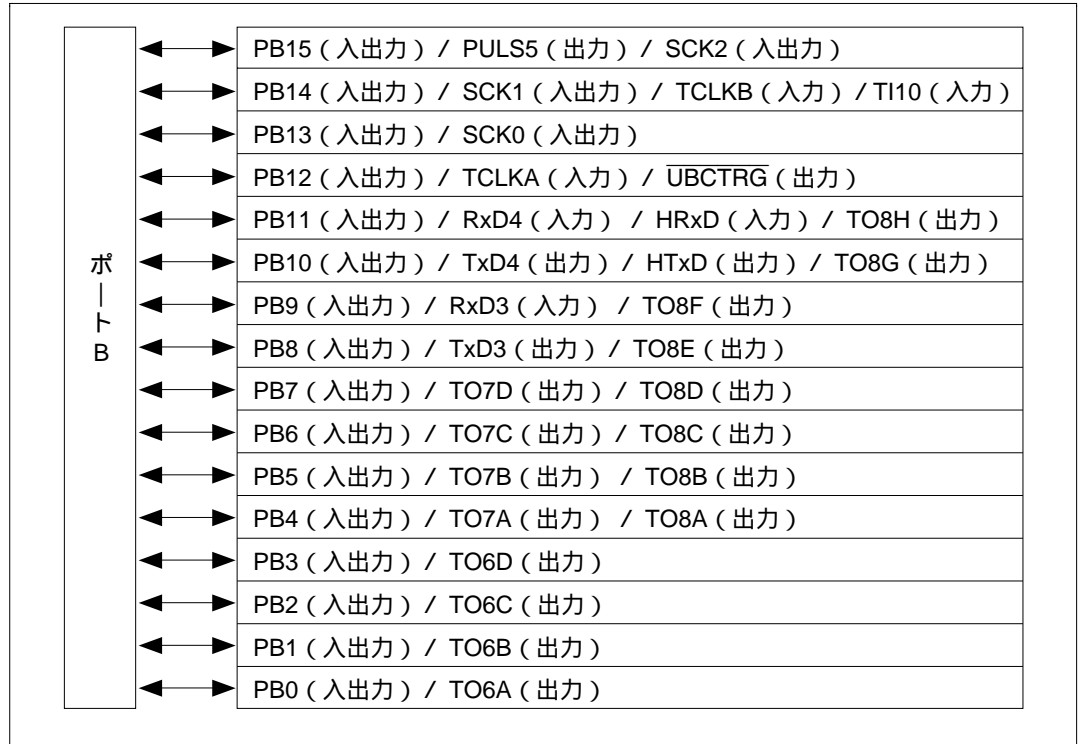 PB15(入出力)/ PULS5(出力)/ SCK2(入出力)
PB14(入出力)/ SCK1(入出力)/ TCLKB(入力)/TI10(入力)
PB13(入出力)/ SCK0(入出力)
PB12(入出力)/ TCLKA(入力)/ UBCTRG(出力)
PB11(入出力)/ RxD4(入力) / HRxD(入力)/ TO8H(出力)
PB10(入出力)/ TxD4(出力)/ HTxD(出力)/ TO8G(出力)
PB9(入出力)/ RxD3(入力) / TO8F(出力)
PB8(入出力)/ TxD3(出力)/ TO8E(出力)
PB7(入出力)/ TO7D(出力)/ TO8D(出力)
PB6(入出力)/ TO7C(出力)/ TO8C(出力)
PB5(入出力)/ TO7B(出力) / TO8B(出力)
PB4(入出力)/ TO7A(出力) / TO8A(出力)
PB3(入出力)/ TO6D(出力)
PB2(入出力)/ TO6C(出力)
PB1(入出力)/ TO6B(出力)
PB0(入出力)/ TO6A(出力)
ポートB